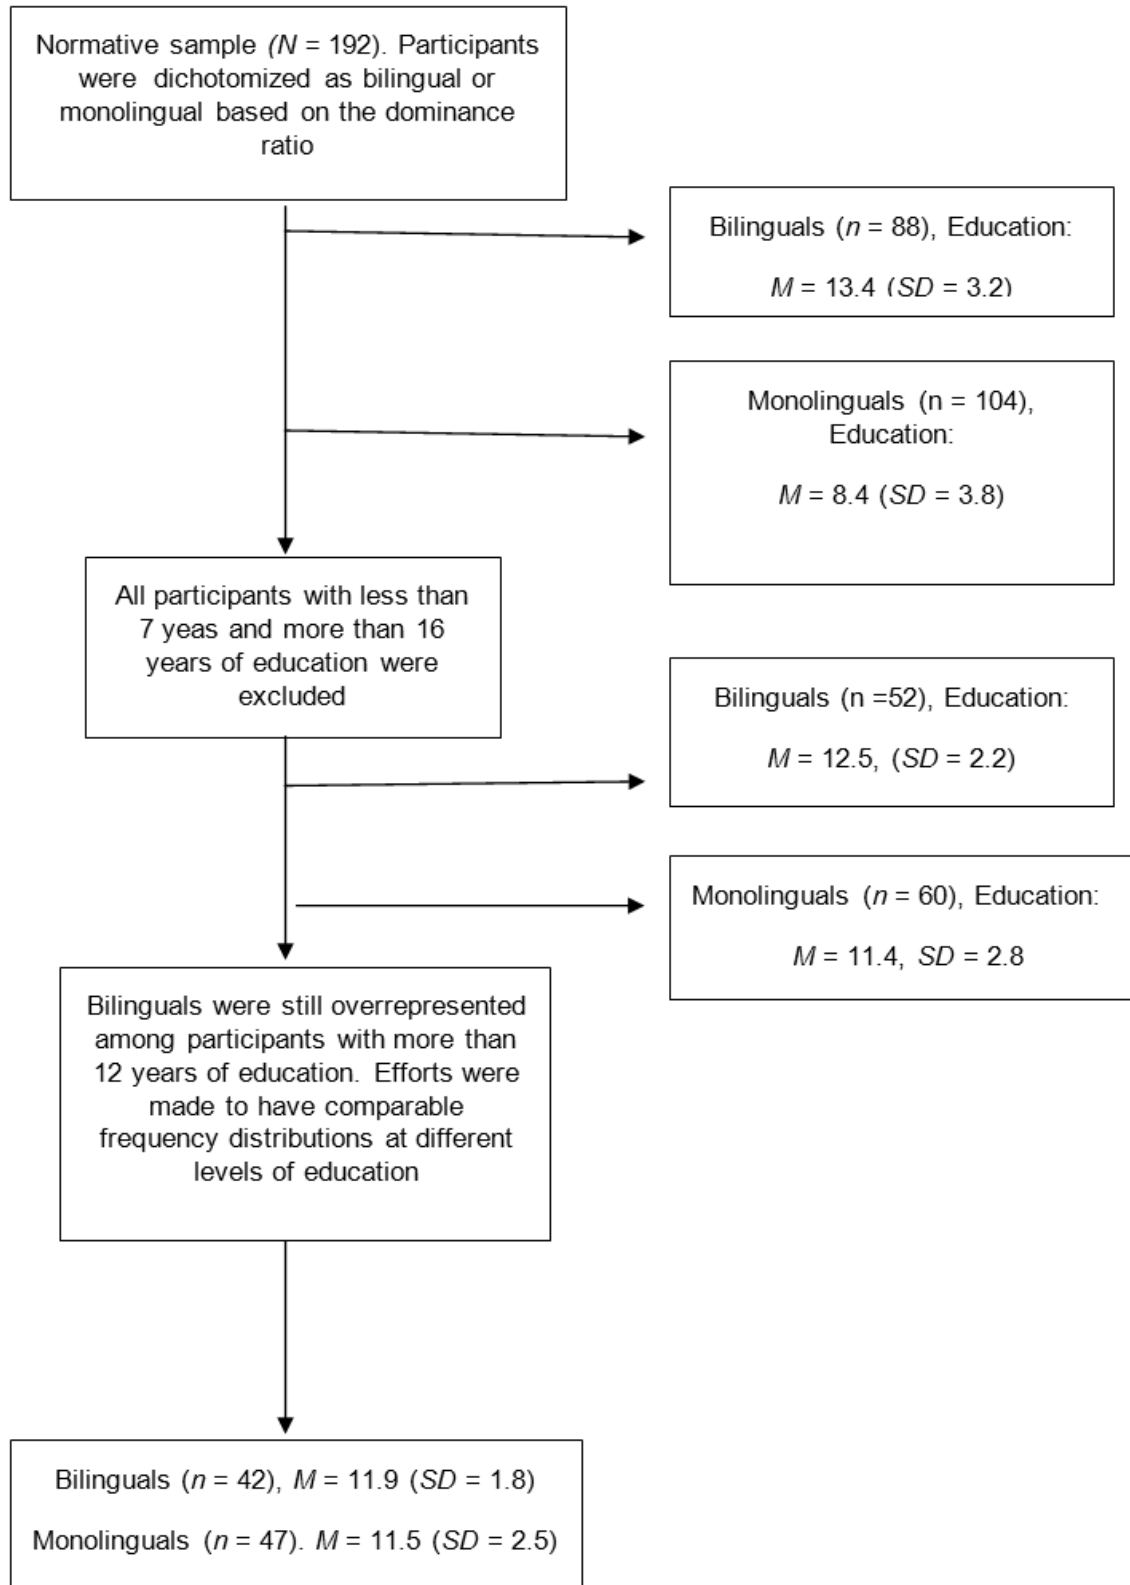 Normative sample (N = 192). Participants
were dichotomized as bilingual or
monolingual based on the dominance
ratio
Bilinguals (n = 88), Education:
M = 13.4 (SD = 3.2)
Monolinguals (n = 104),
Education:
M = 8.4 (SD = 3.8)
All participants with less than
7 yeas and more than 16
years of education were
excluded
Bilinguals (n =52), Education:
M = 12.5, (SD = 2.2)
Monolinguals (n = 60), Education:
M = 11.4, SD = 2.8
Bilinguals were still overrepresented
among participants with more than
12 years of education. Efforts were
made to have comparable
frequency distributions at different
levels of education
Bilinguals (n = 42), M = 11.9 (SD = 1.8)
Monolinguals (n = 47). M = 11.5 (SD = 2.5)